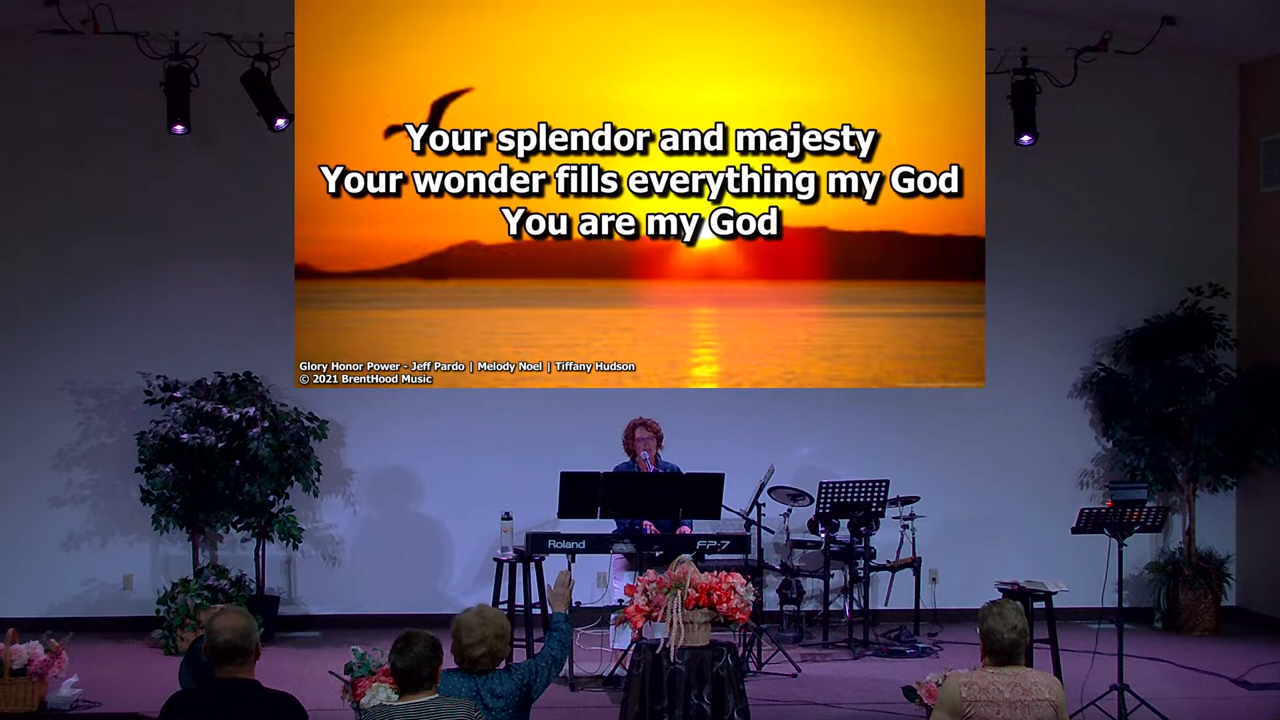 Your splendor and majesty
Your wonder fills everything my God
You are my God
Glory Honor Power - Jeff Pardo | Melody Noel | Tiffany Hudson
© 2021 BrentHood Music
Roland
FP-7